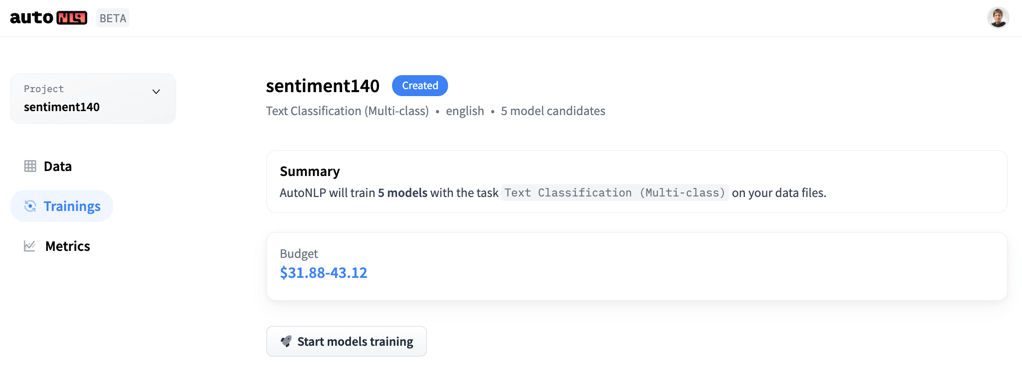 auto NLP BETA
Project
sentiment140
Data
Trainings
Metrics
sentiment140 Created
Text Classification (Multi-class) • english • 5 model candidates
Summary
AutoNLP will train 5 models with the task Text Classification (Multi-class) on your data files.
Budget
$31.88-43.12
🚀 Start models training